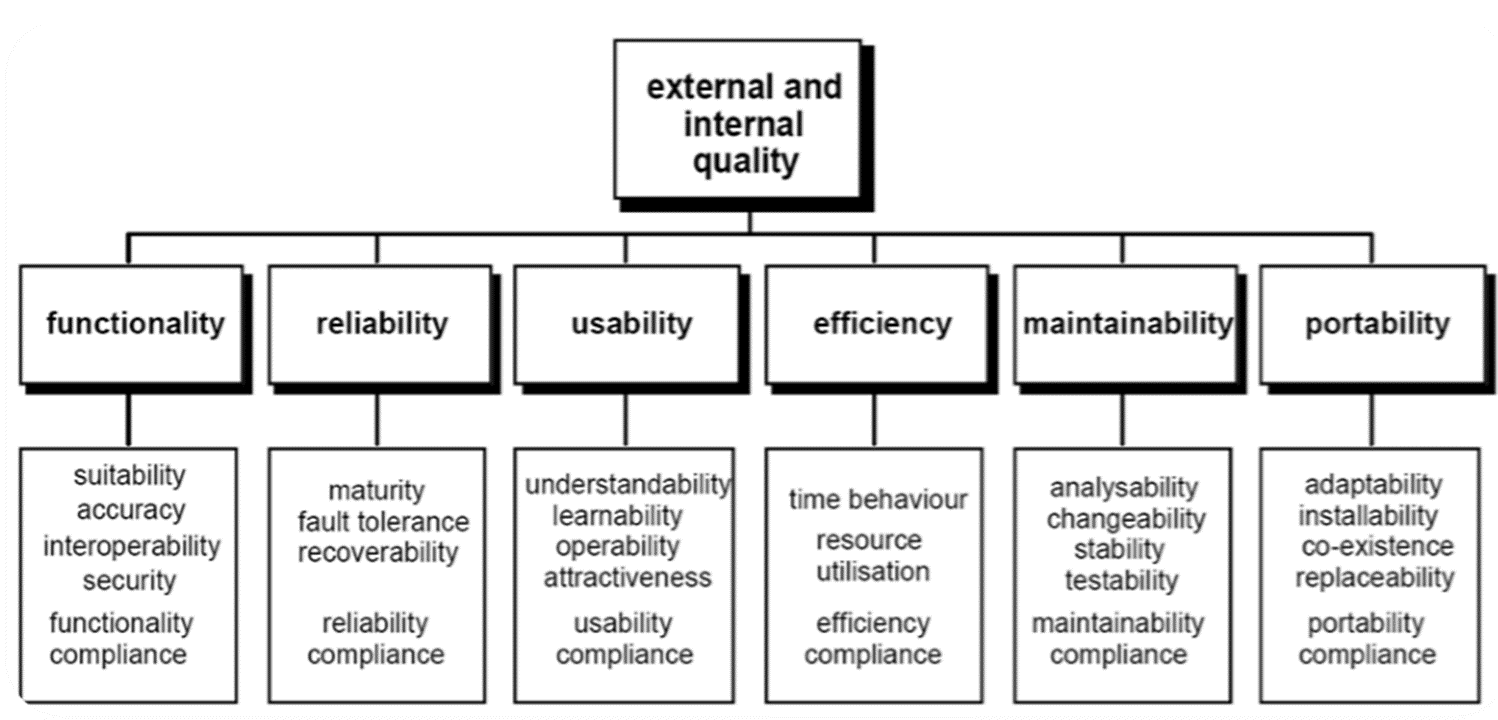 external and
internal
quality
functionality
reliability
usability
efficiency
maintainability
portability
suitability
accuracy
interoperability
security
functionality
compliance
maturity
fault tolerance
recoverability
reliability
compliance
understandability
learnability
operability
attractiveness
usability
compliance
time behaviour
resource
utilisation
efficiency
compliance
analysability
changeability
stability
testability
maintainability
compliance
adaptability
installability
co-existence
replaceability
portability
compliance